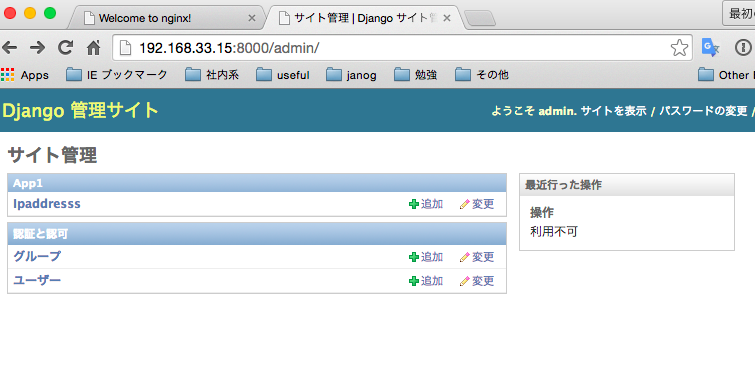 Welcome to nginx!
サイト管理 | Django サイト管
最初の
192.168.33.15:8000/admin/
Apps
IE ブックマーク
社内系
useful
janog
勉強
その他
Other
Django 管理サイト
ようこそ admin. サイトを表示 / パスワードの変更 /
サイト管理
App1
Ipaddresss
追加
変更
認証と認可
グループ
追加
変更
ユーザー
追加
変更
最近行った操作
操作
利用不可